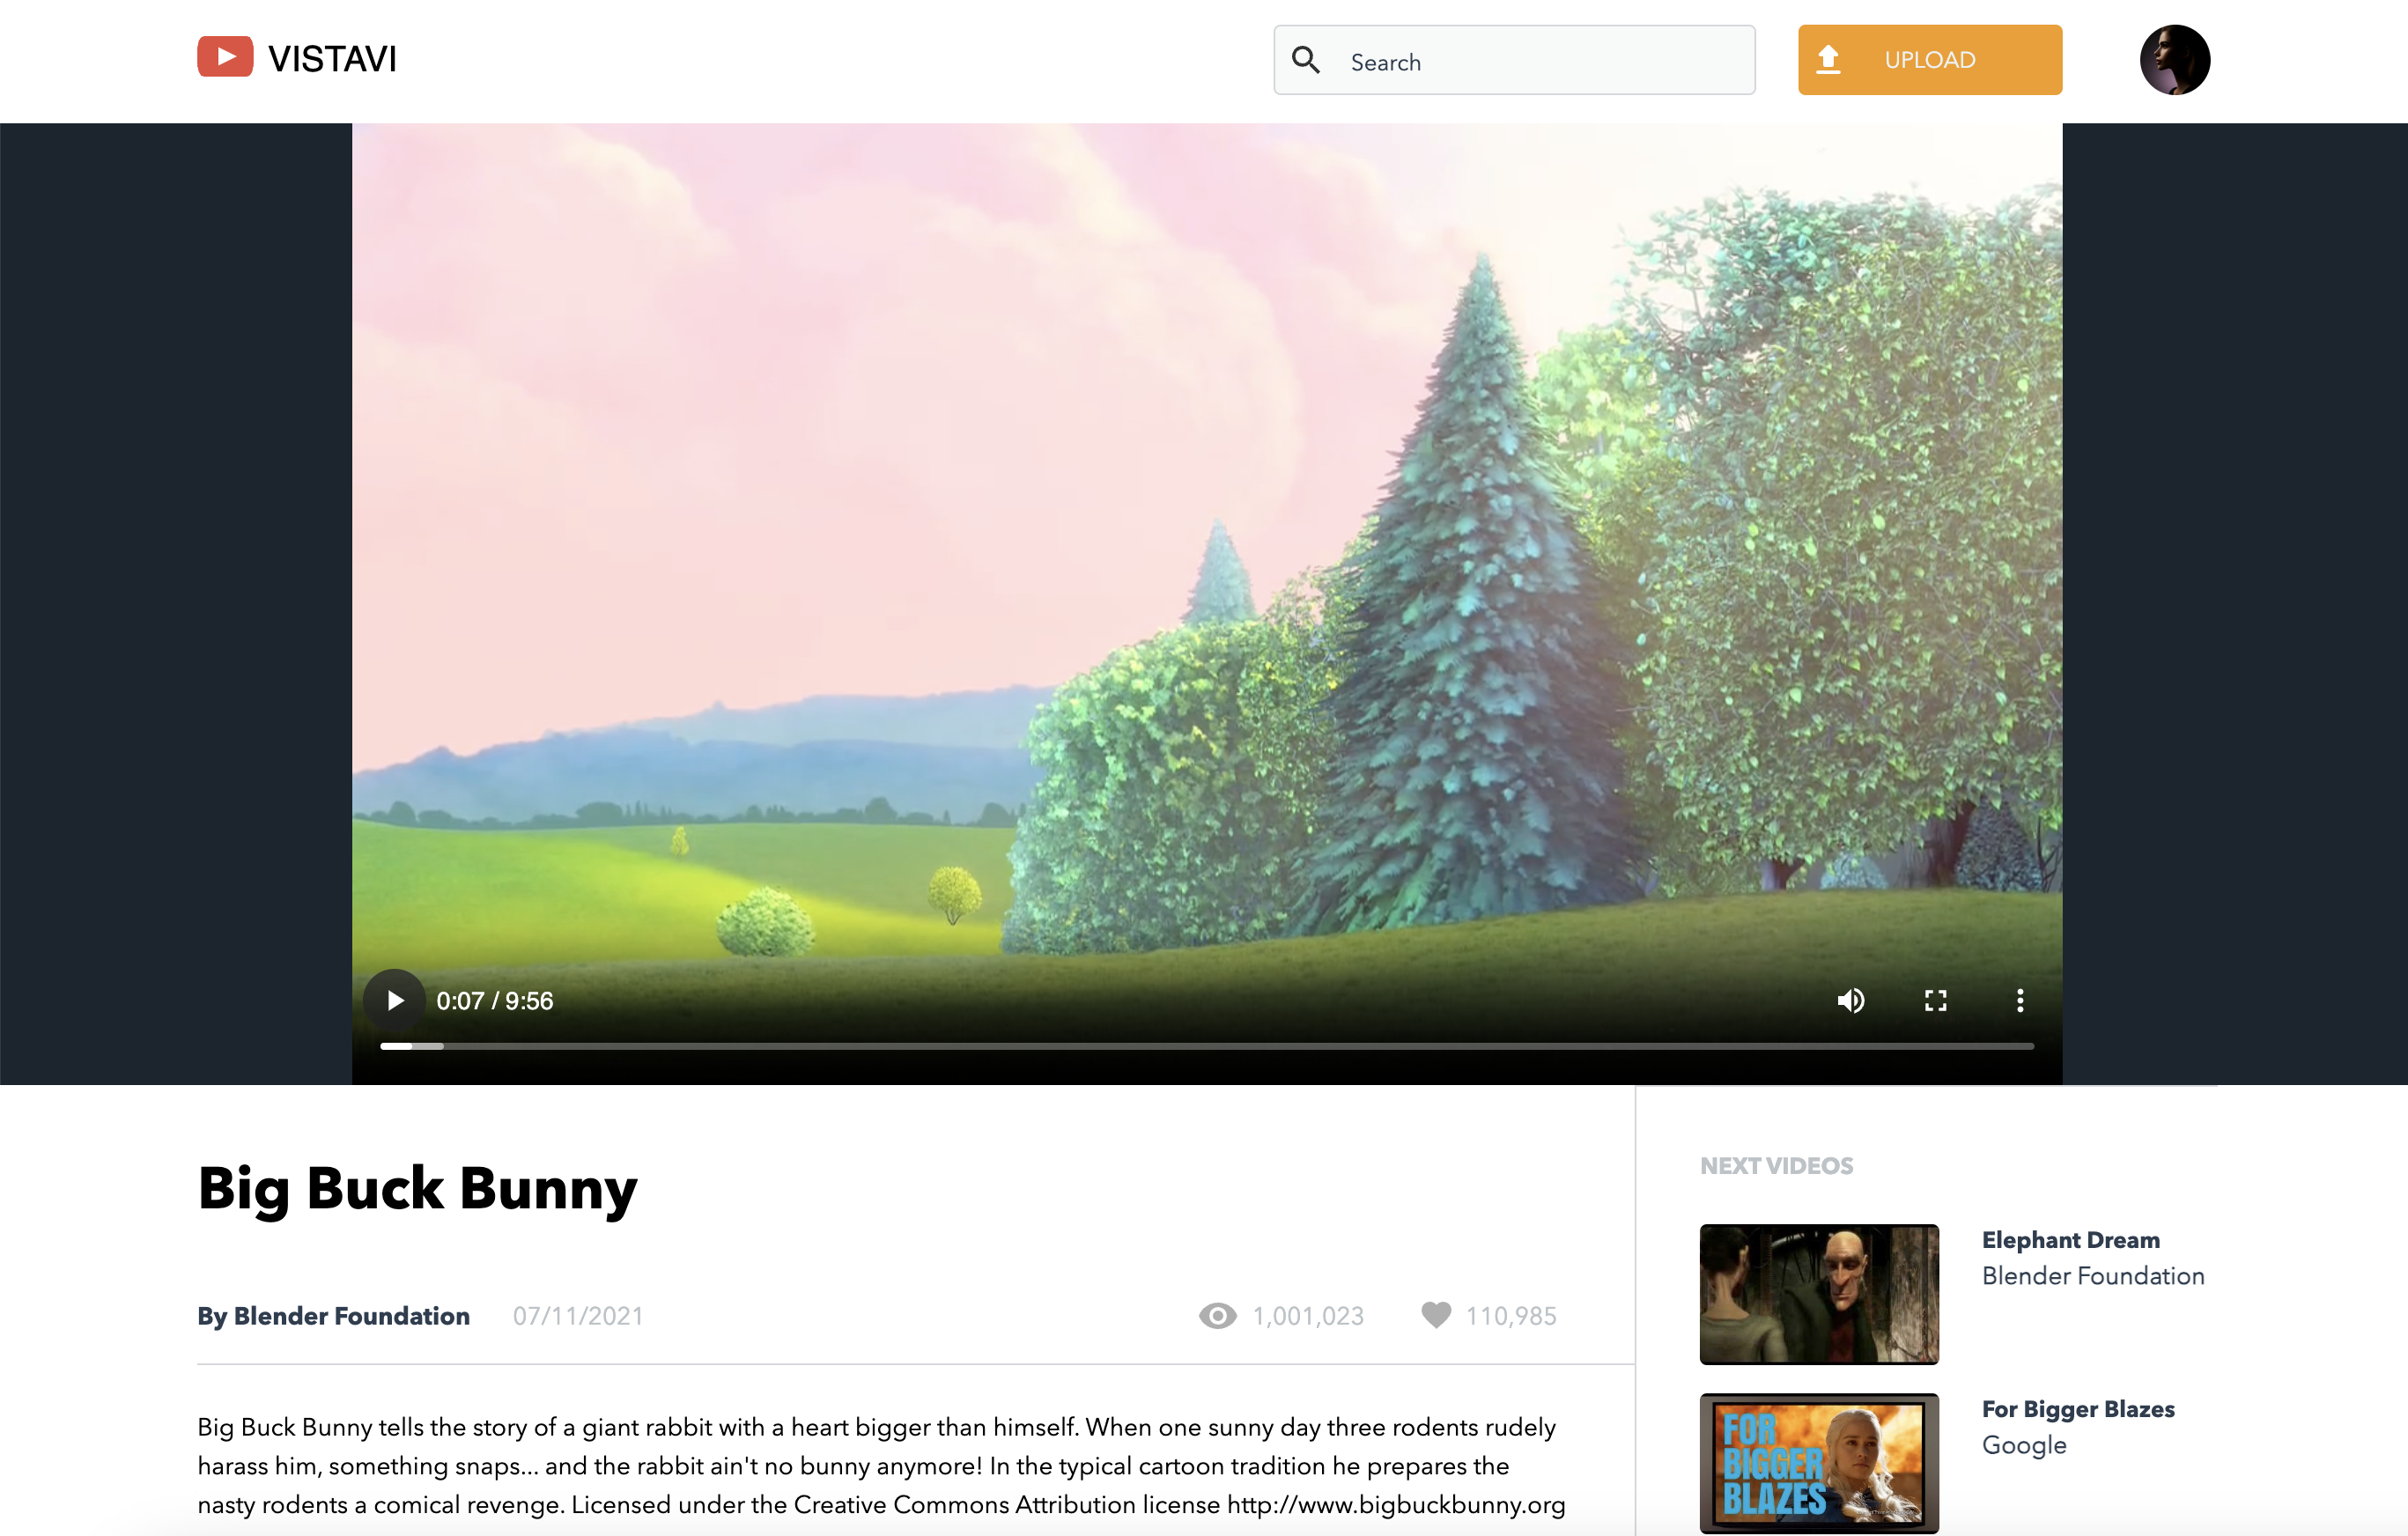 VISTAVI
Search
UPLOAD
0:07 / 9:56
Big Buck Bunny
By Blender Foundation
07/11/2021
1,001,023
110,985
Big Buck Bunny tells the story of a giant rabbit with a heart bigger than himself. When one sunny day three rodents rudely
harass him, something snaps... and the rabbit ain't no bunny anymore! In the typical cartoon tradition he prepares the
nasty rodents a comical revenge. Licensed under the Creative Commons Attribution license http://www.bigbuckbunny.org
NEXT VIDEOS
Elephant Dream
Blender Foundation
FOR
BIGGER
BLAZES
For Bigger Blazes
Google